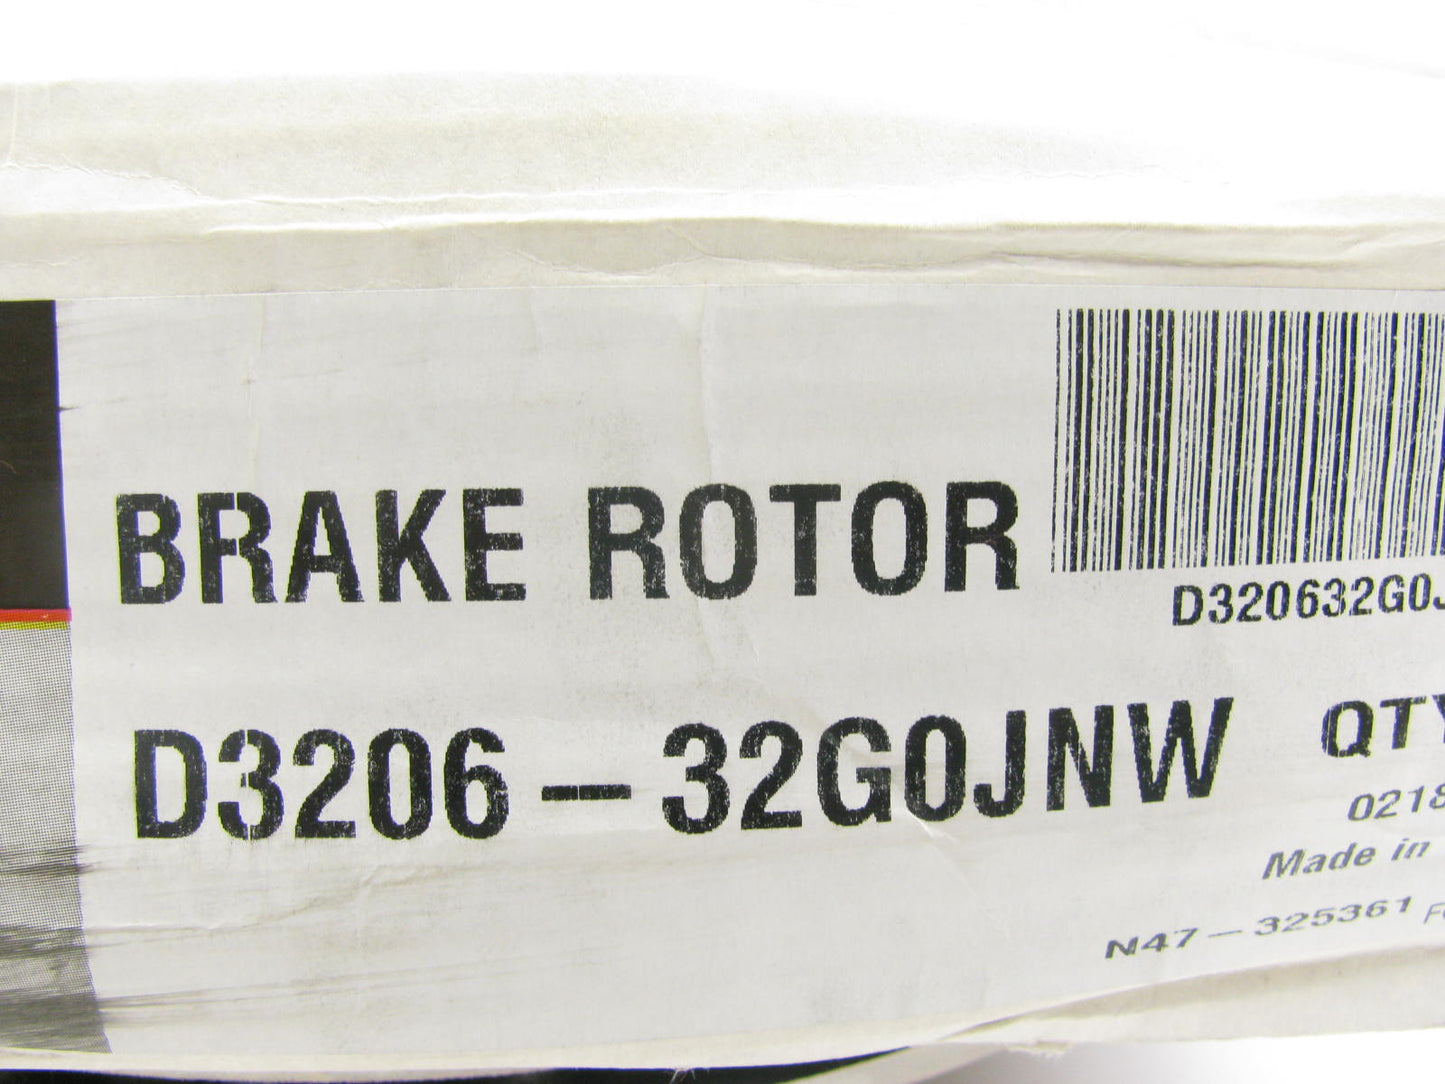 BRAKE ROTOR
D320632G0J
D3206-32G0JNW
QTY
0218
Made in
N47-325361